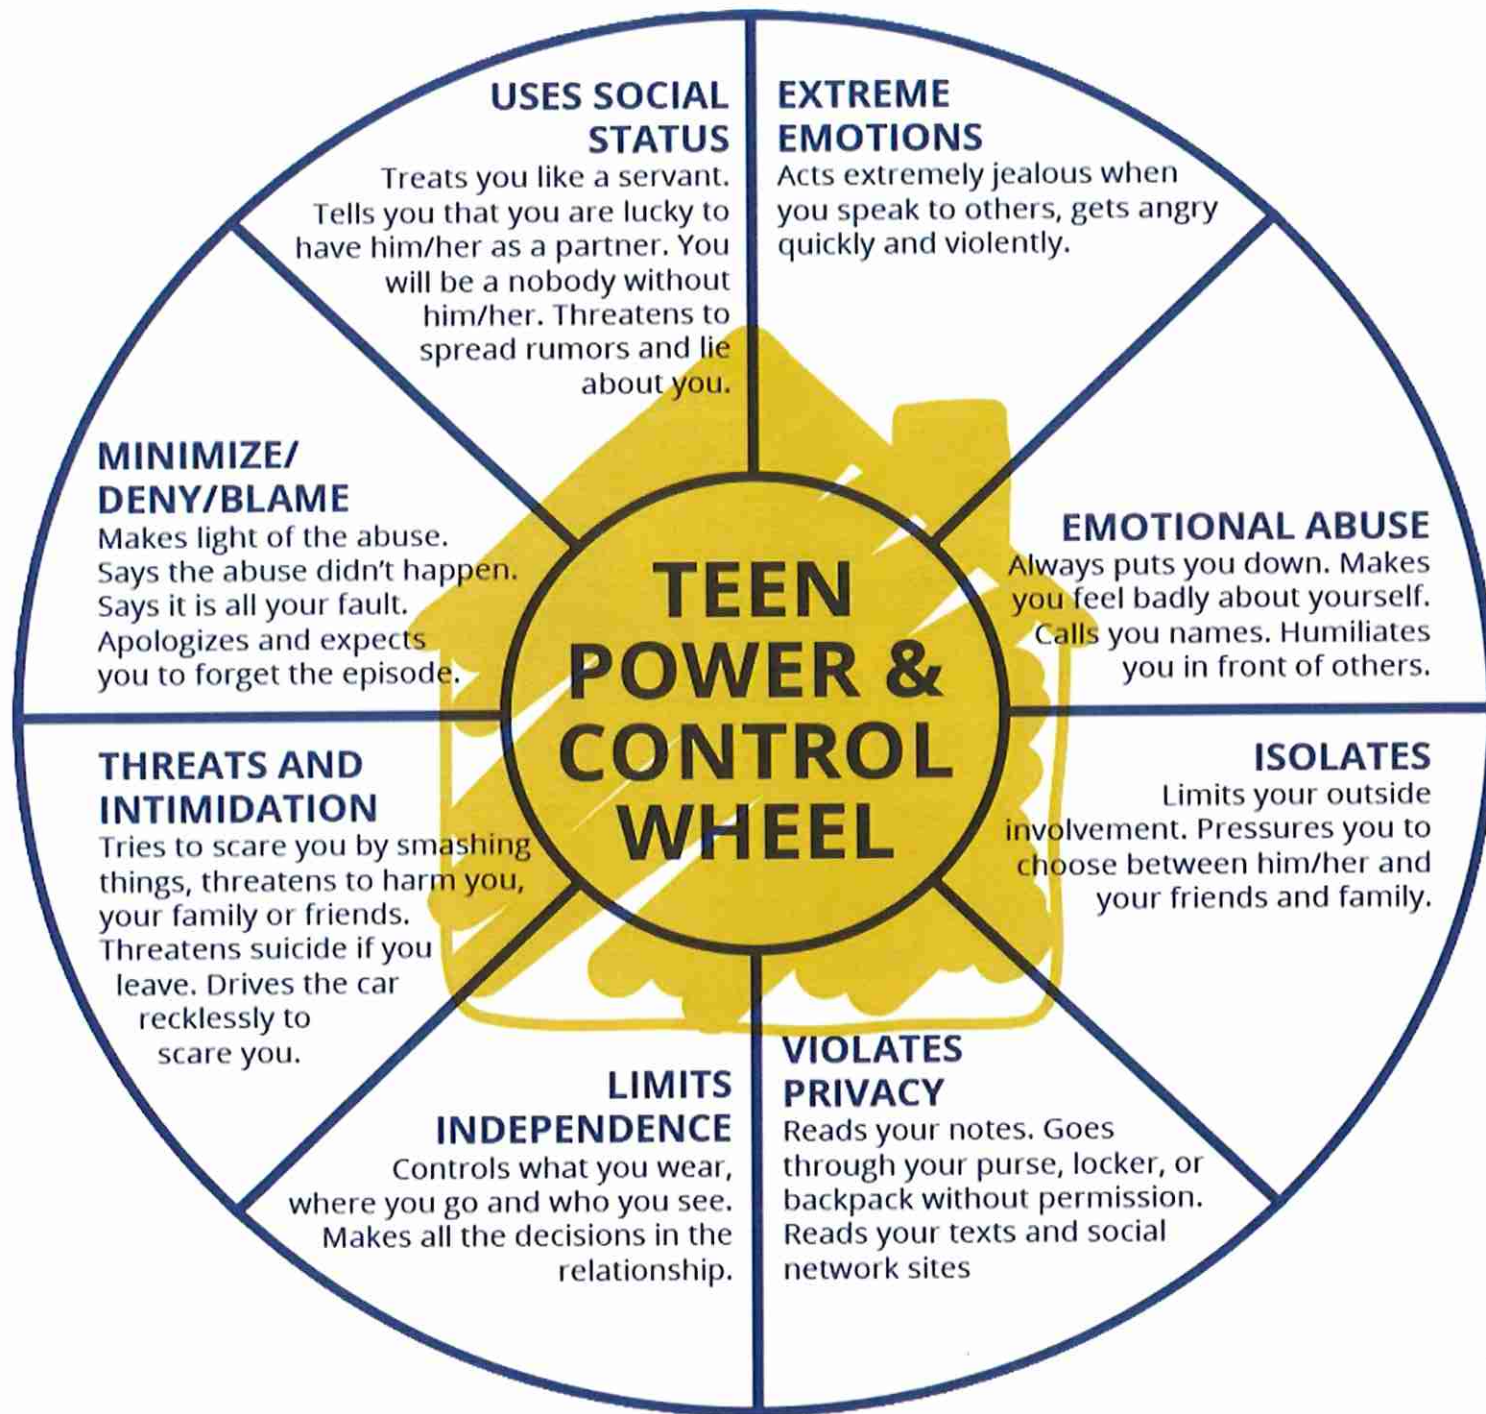 USES SOCIAL
STATUS
Treats you like a servant.
Tells you that you are lucky to
have him/her as a partner. You
will be a nobody without
him/her. Threatens to
spread rumors and lie
about you.
EXTREME
EMOTIONS
Acts extremely jealous when
you speak to others, gets angry
quickly and violently.
EMOTIONAL ABUSE
Always puts you down. Makes
you feel badly about yourself.
Calls you names. Humiliates
you in front of others.
ISOLATES
Limits your outside
involvement. Pressures you to
choose between him/her and
your friends and family.
VIOLATES
PRIVACY
Reads your notes. Goes
through your purse, locker, or
backpack without permission.
Reads your texts and social
network sites
LIMITS
INDEPENDENCE
Controls what you wear,
where you go and who you see.
Makes all the decisions in the
relationship.
THREATS AND
INTIMIDATION
Tries to scare you by smashing
things, threatens to harm you,
your family or friends.
Threatens suicide if you
leave. Drives the car
recklessly to
scare you.
MINIMIZE/
DENY/BLAME
Makes light of the abuse.
Says the abuse didn't happen.
Says it is all your fault.
Apologizes and expects
you to forget the episode.
TEEN
POWER &
CONTROL
WHEEL